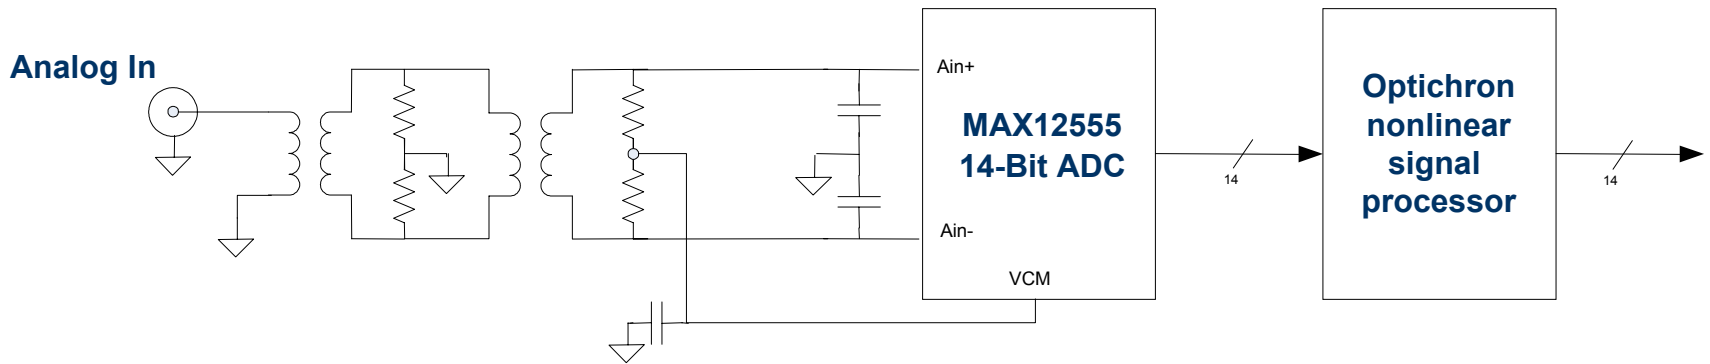 Analog In
Ain+
MAX12555
14-Bit ADC
Ain-
VCM
14
Optichron
nonlinear
signal
processor
14